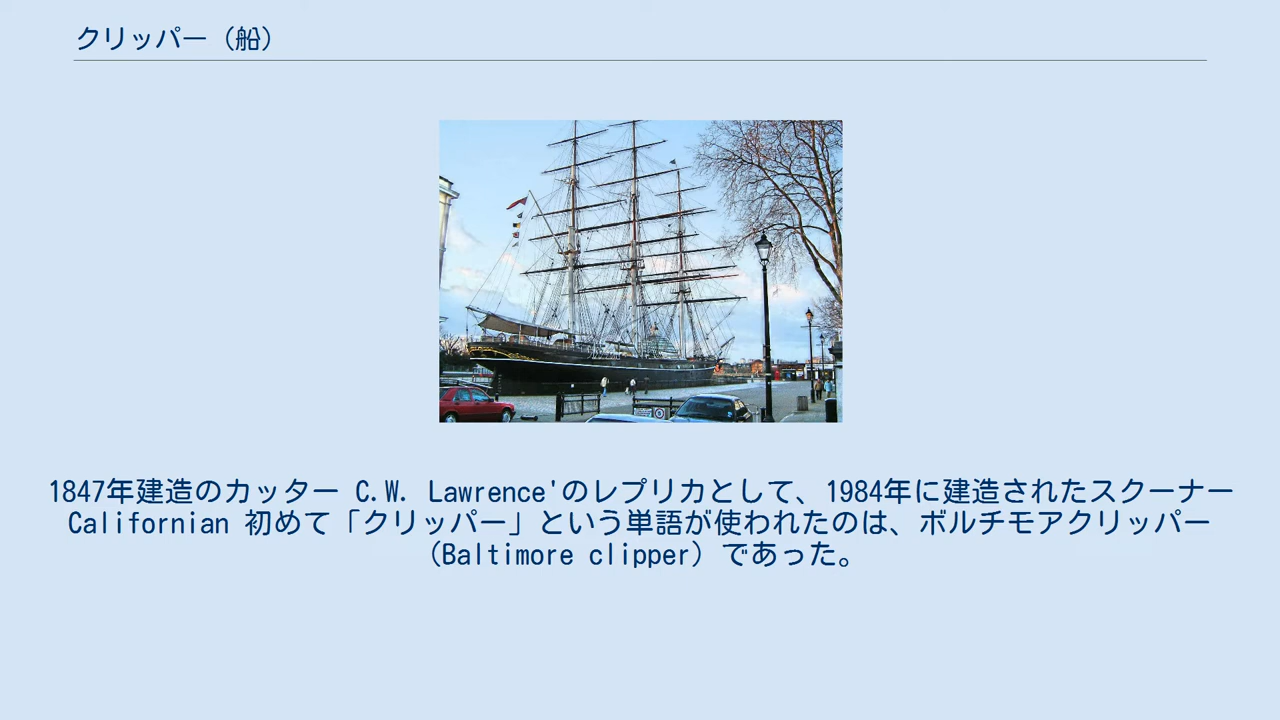 クリッパー（船）
1847年建造のカッター C.W. Lawrence'のレプリカとして、1984年に建造されたスクーナー
Californian 初めて「クリッパー」という単語が使われたのは、ボルチモアクリッパー
（Baltimore clipper）であった。